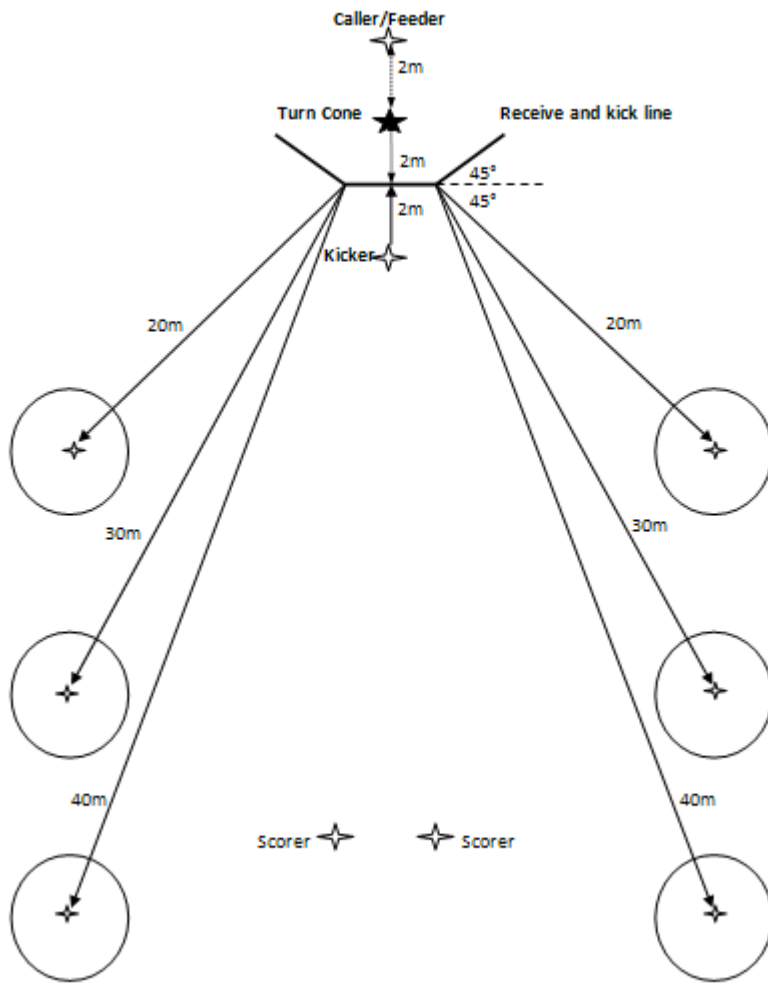 Caller/Feeder
2m
Turn Cone
Receive and kick line
2m
45°
45°
2m
Kicker
20m
20m
30m
30m
40m
40m
Scorer
Scorer